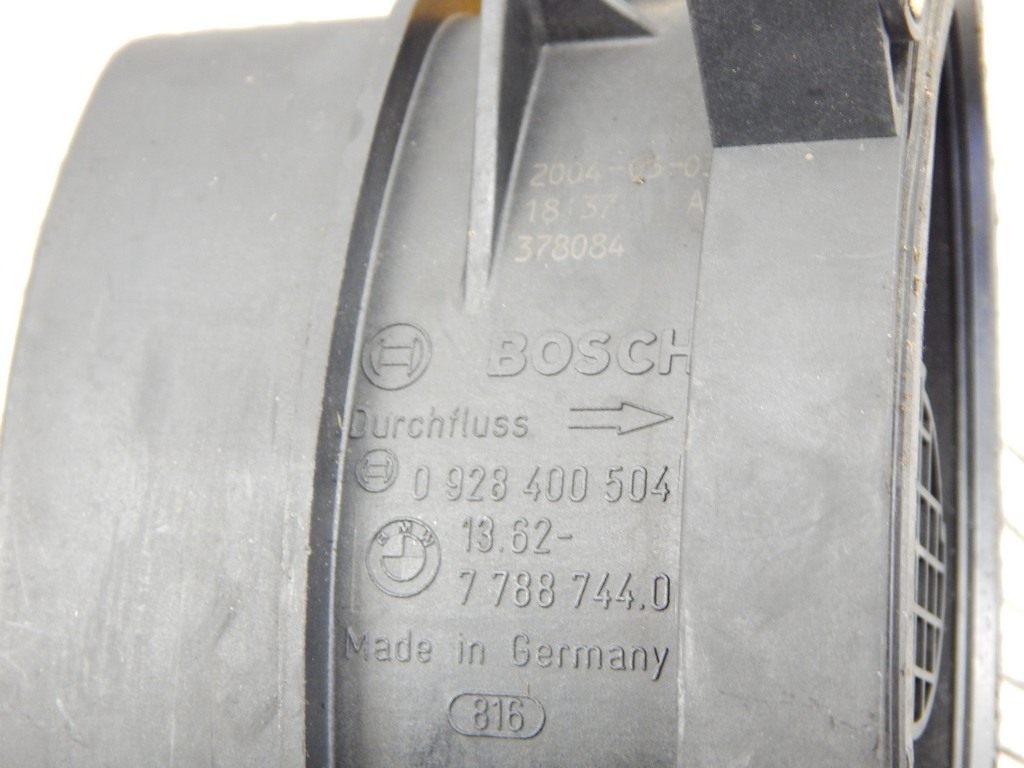 18:37 A
378084
BOSCH
Durchfluss
0 928 400 504
BMW
13.62-
7 788 744.0
Made in Germany
816